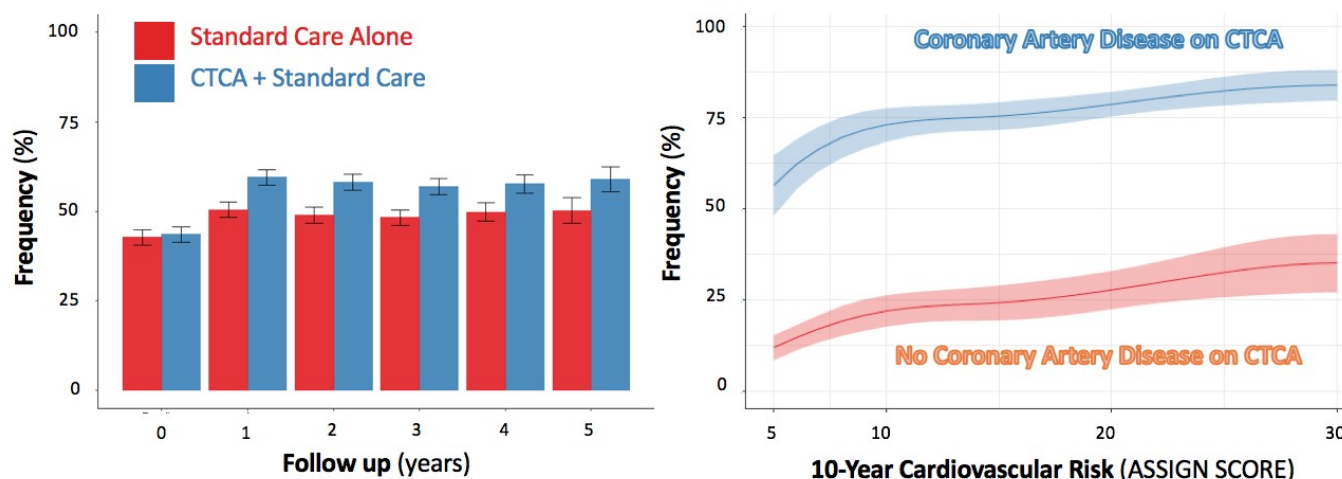 100
Standard Care Alone
CTCA + Standard Care
75
50
25
0
Frequency (%)
0 1 2 3 4 5
Follow up (years)
100
Coronary Artery Disease on CTCA
75
50
25
No Coronary Artery Disease on CTCA
0
Frequency (%)
5 10 20 30
10-Year Cardiovascular Risk (ASSIGN SCORE)